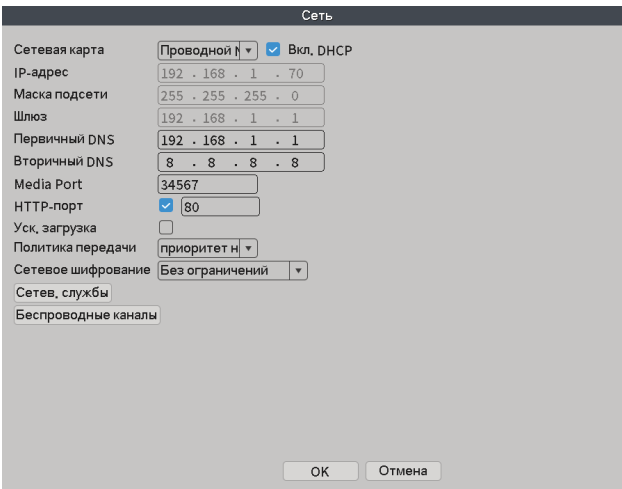 Сеть
Сетевая карта Проводной Вкл. DHCP
IP-адрес 192 . 168 . 1 . 70
Маска подсети 255 . 255 . 255 . 0
Шлюз 192 . 168 . 1 . 1
Первичный DNS 192 . 168 . 1 . 1
Вторичный DNS 8 . 8 . 8 . 8
Media Port 34567
HTTP-порт 80
Уск. загрузка
Политика передачи приоритет н
Сетевое шифрование Без ограничений
Сетев. службы
Беспроводные каналы
OK Отмена